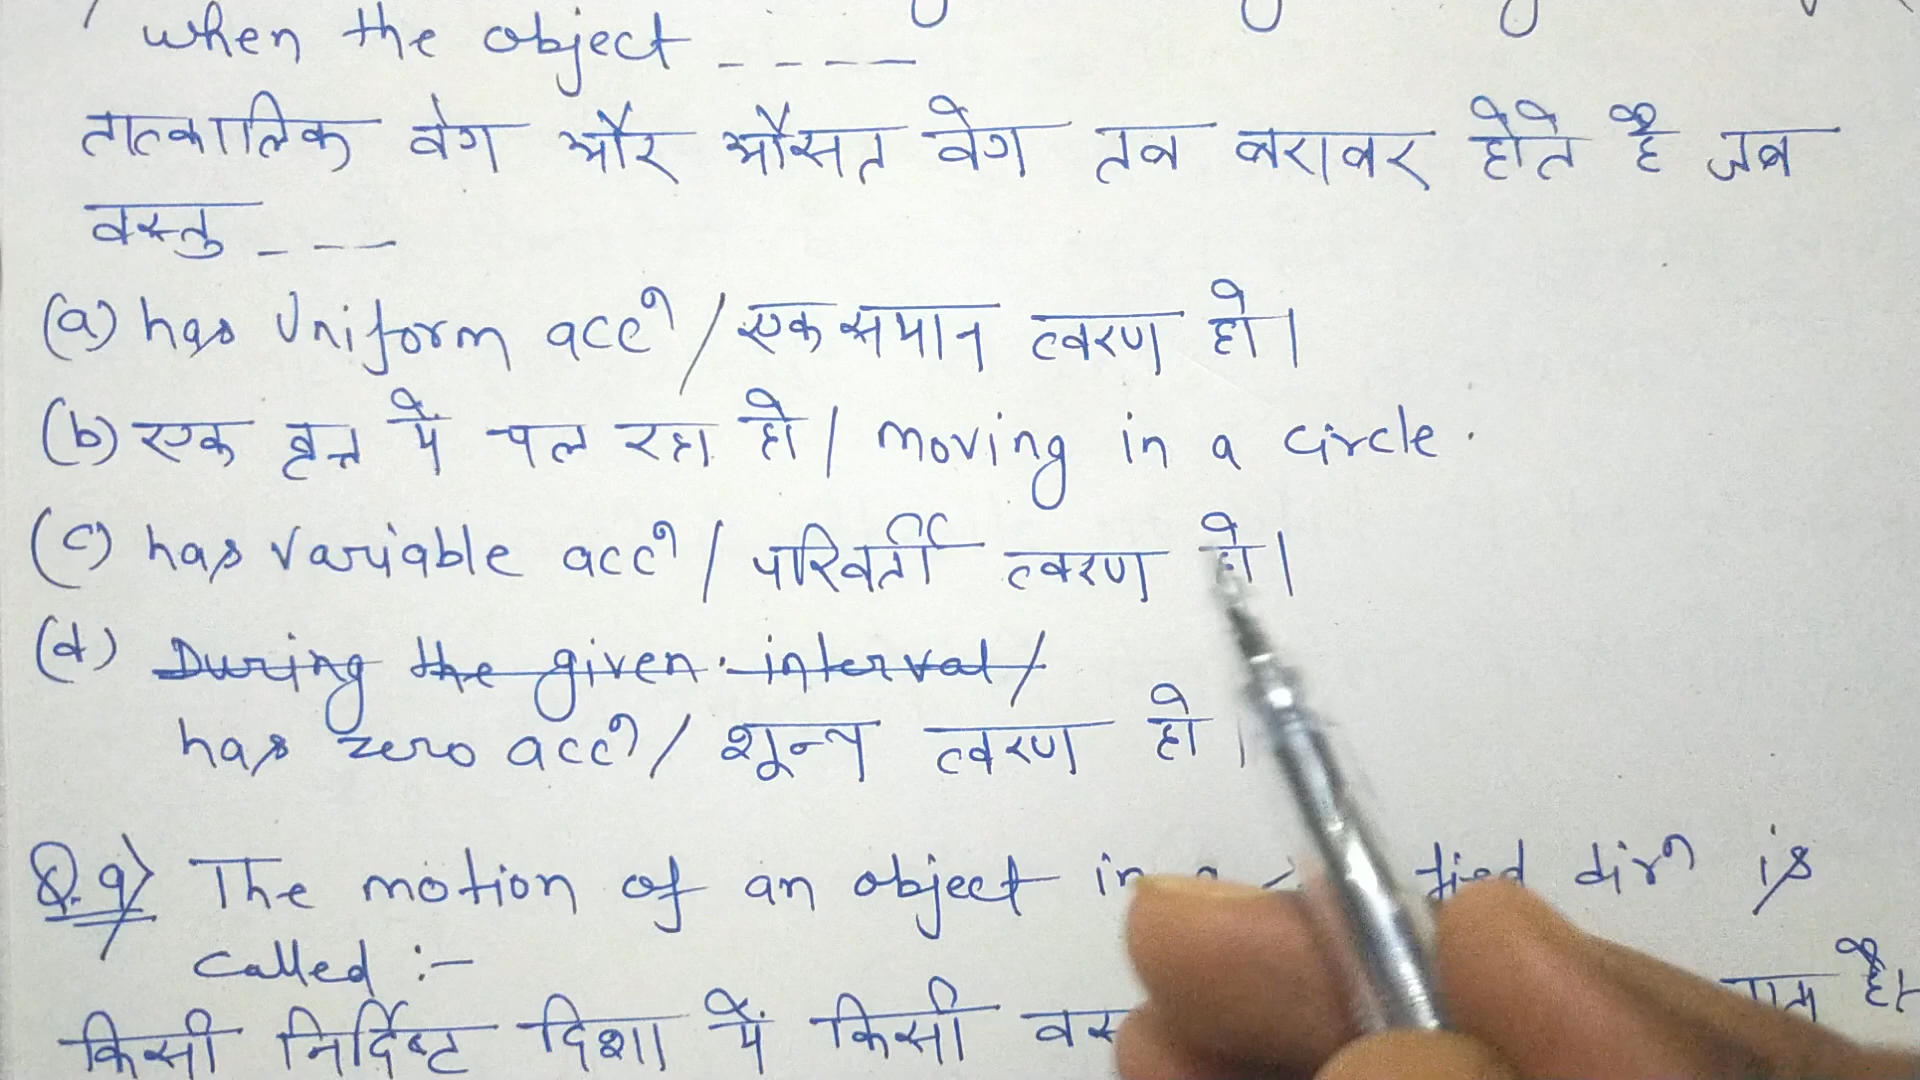 when the object ----
तात्कालिक वेग और औसत वेग तब बराबर होते है जब
वस्तु ---
(a) has Uniform accⁿ / एक समान त्वरण हो।
(b) एक वृत्त में चल रहा हो / moving in a circle.
(c) has variable accⁿ / परिवर्ती त्वरण हो।
(d) During the given interval /
has zero accⁿ / शून्य त्वरण हो।
Q.9) The motion of an object in dirⁿ is
called :-
किसी निर्दिष्ट दिशा में किसी है।